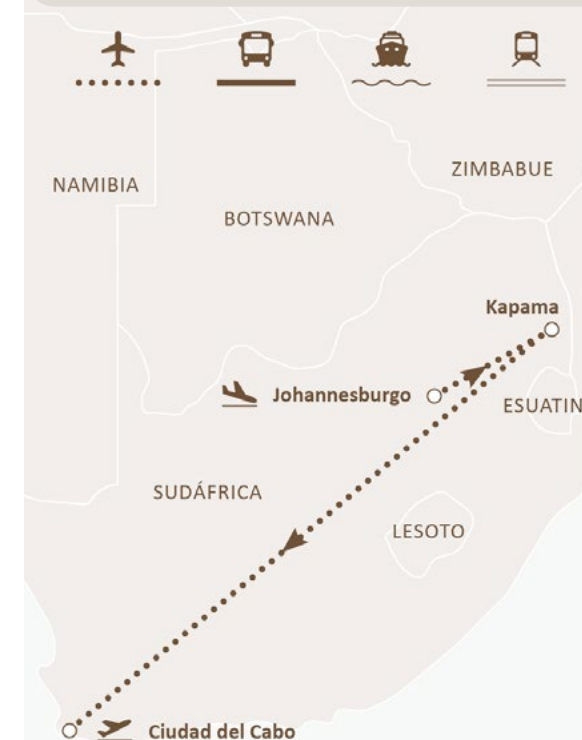 ZIMBABUE
NAMIBIA
BOTSWANA
Kapama
Johannesburgo
ESUATIN
SUDÁFRICA
LESOTO
Ciudad del Cabo